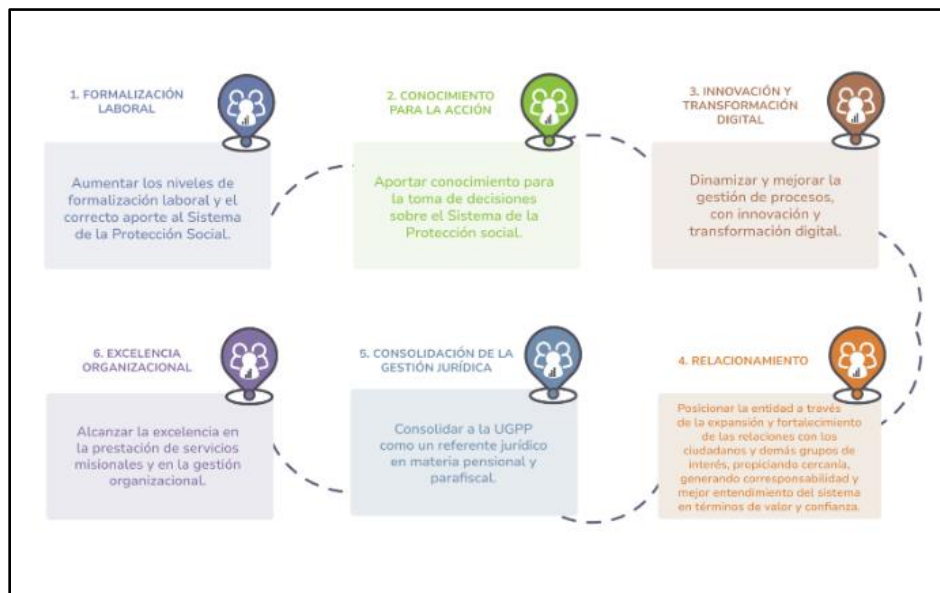 1. FORMALIZACIÓN
LABORAL
Aumentar los niveles de
formalización laboral y el
correcto aporte al Sistema
de la Protección Social.
2. CONOCIMIENTO
PARA LA ACCIÓN
Aportar conocimiento para
la toma de decisiones
sobre el Sistema de la
Protección social.
3. INNOVACIÓN Y
TRANSFORMACIÓN
DIGITAL
Dinamizar y mejorar la
gestión de procesos,
con innovación y
transformación digital.
4. RELACIONAMIENTO
Posicionar la entidad a través
de la expansión y fortalecimiento
de las relaciones con los
ciudadanos y demás grupos de
interés, propiciando cercanía,
generando corresponsabilidad y
mejor entendimiento del sistema
en términos de valor y confianza.
5. CONSOLIDACIÓN DE LA
GESTIÓN JURÍDICA
Consolidar a la UGPP
como un referente jurídico
en materia pensional y
parafiscal.
6. EXCELENCIA
ORGANIZACIONAL
Alcanzar la excelencia en
la prestación de servicios
misionales y en la gestión
organizacional.